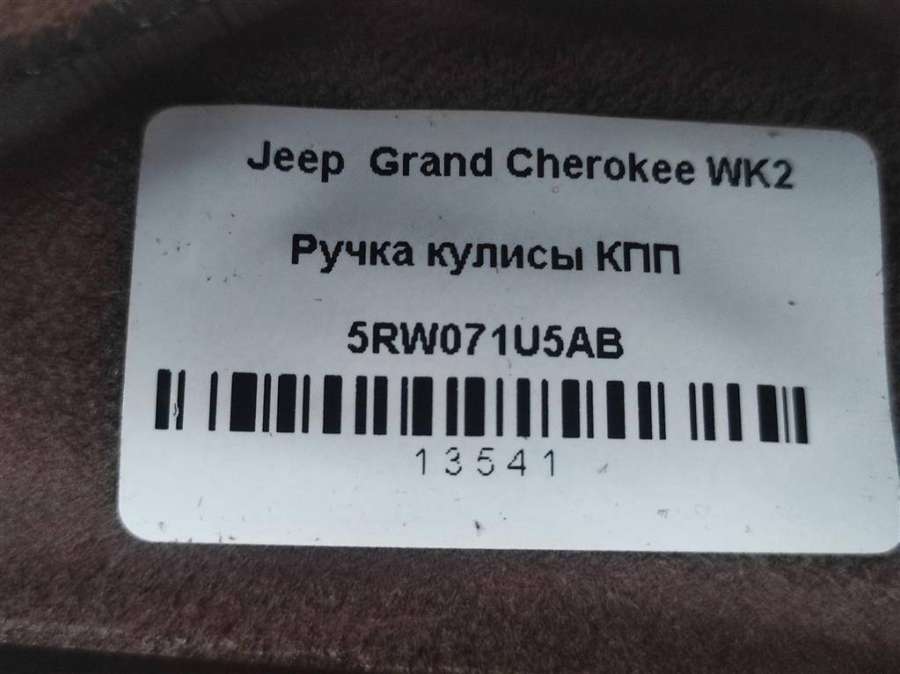 Jeep Grand Cherokee WK2
Ручка кулисы КПП
5RW071U5AB
13541